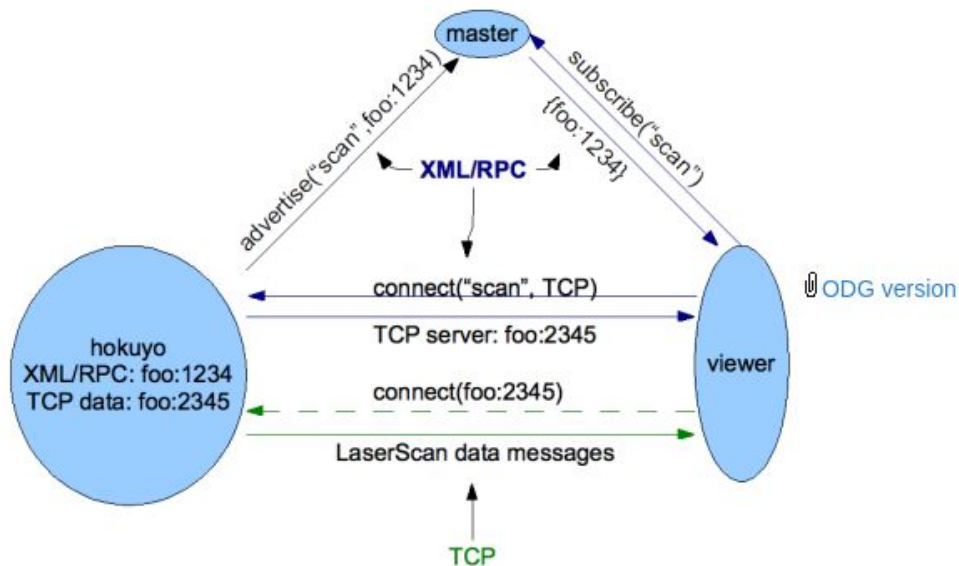 master
advertise(“scan”,foo:1234)
subscribe(“scan”)
{foo:1234}
XML/RPC
connect(“scan”, TCP)
TCP server: foo:2345
hokuyo
XML/RPC: foo:1234
TCP data: foo:2345
viewer
ODG version
connect(foo:2345)
LaserScan data messages
TCP